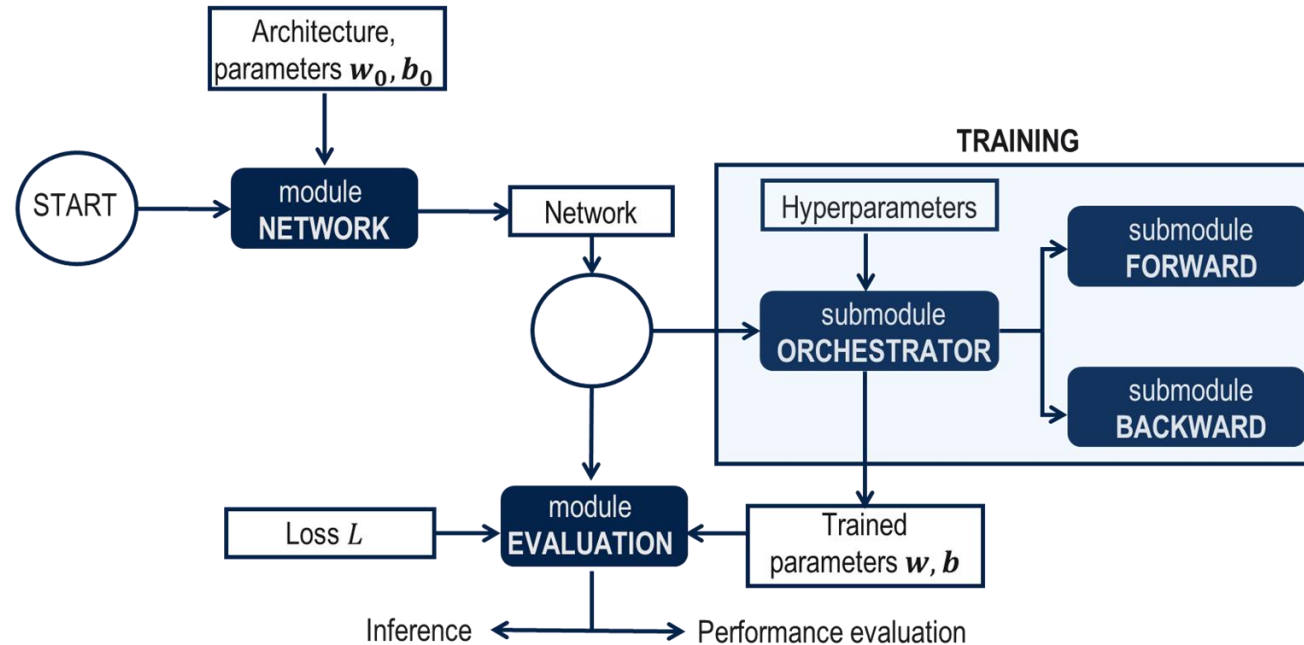 Architecture,
parameters w₀, b₀
START
module
NETWORK
Network
TRAINING
Hyperparameters
submodule
FORWARD
submodule
ORCHESTRATOR
submodule
BACKWARD
Loss L
module
EVALUATION
Trained
parameters w, b
Inference
Performance evaluation